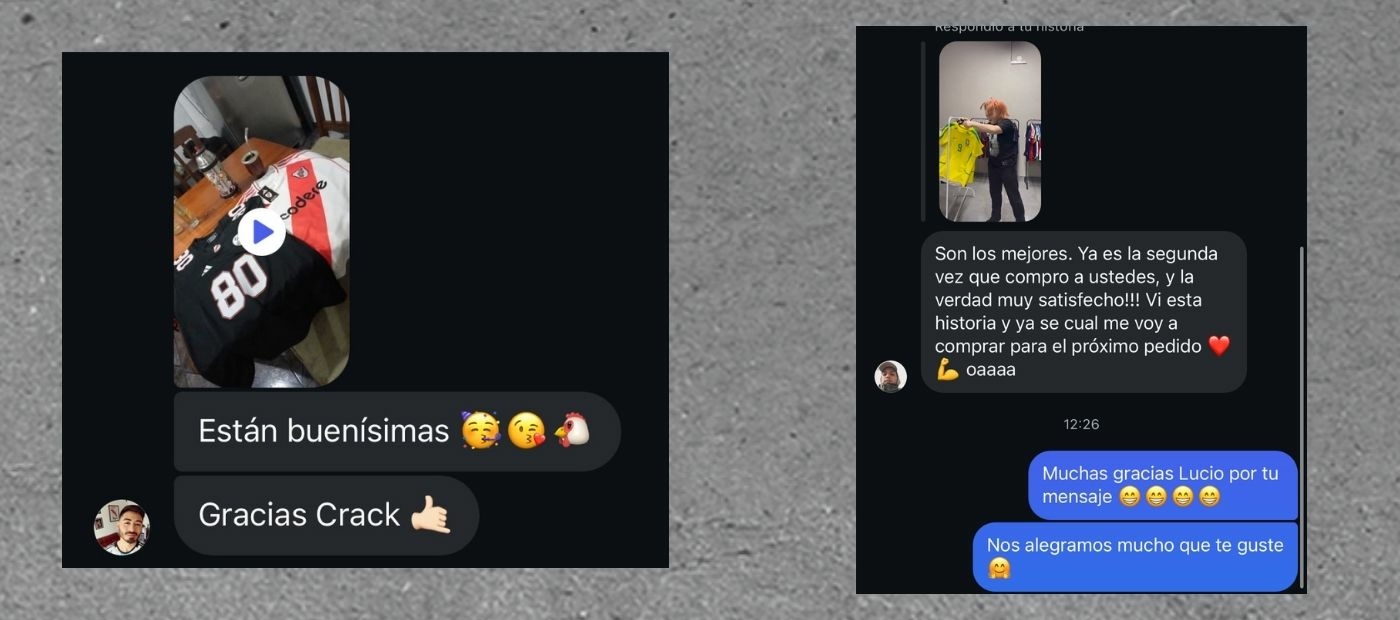 codere
80
80
Están buenísimas 🥳😘🐔
Gracias Crack 🤙🏻
Respondió a tu historia
9
Son los mejores. Ya es la segunda
vez que compro a ustedes, y la
verdad muy satisfecho!!! Vi esta
historia y ya se cual me voy a
comprar para el próximo pedido ❤️
💪 oaaaa
12:26
Muchas gracias Lucio por tu
mensaje 😁😁😁😁
Nos alegramos mucho que te guste
🤗